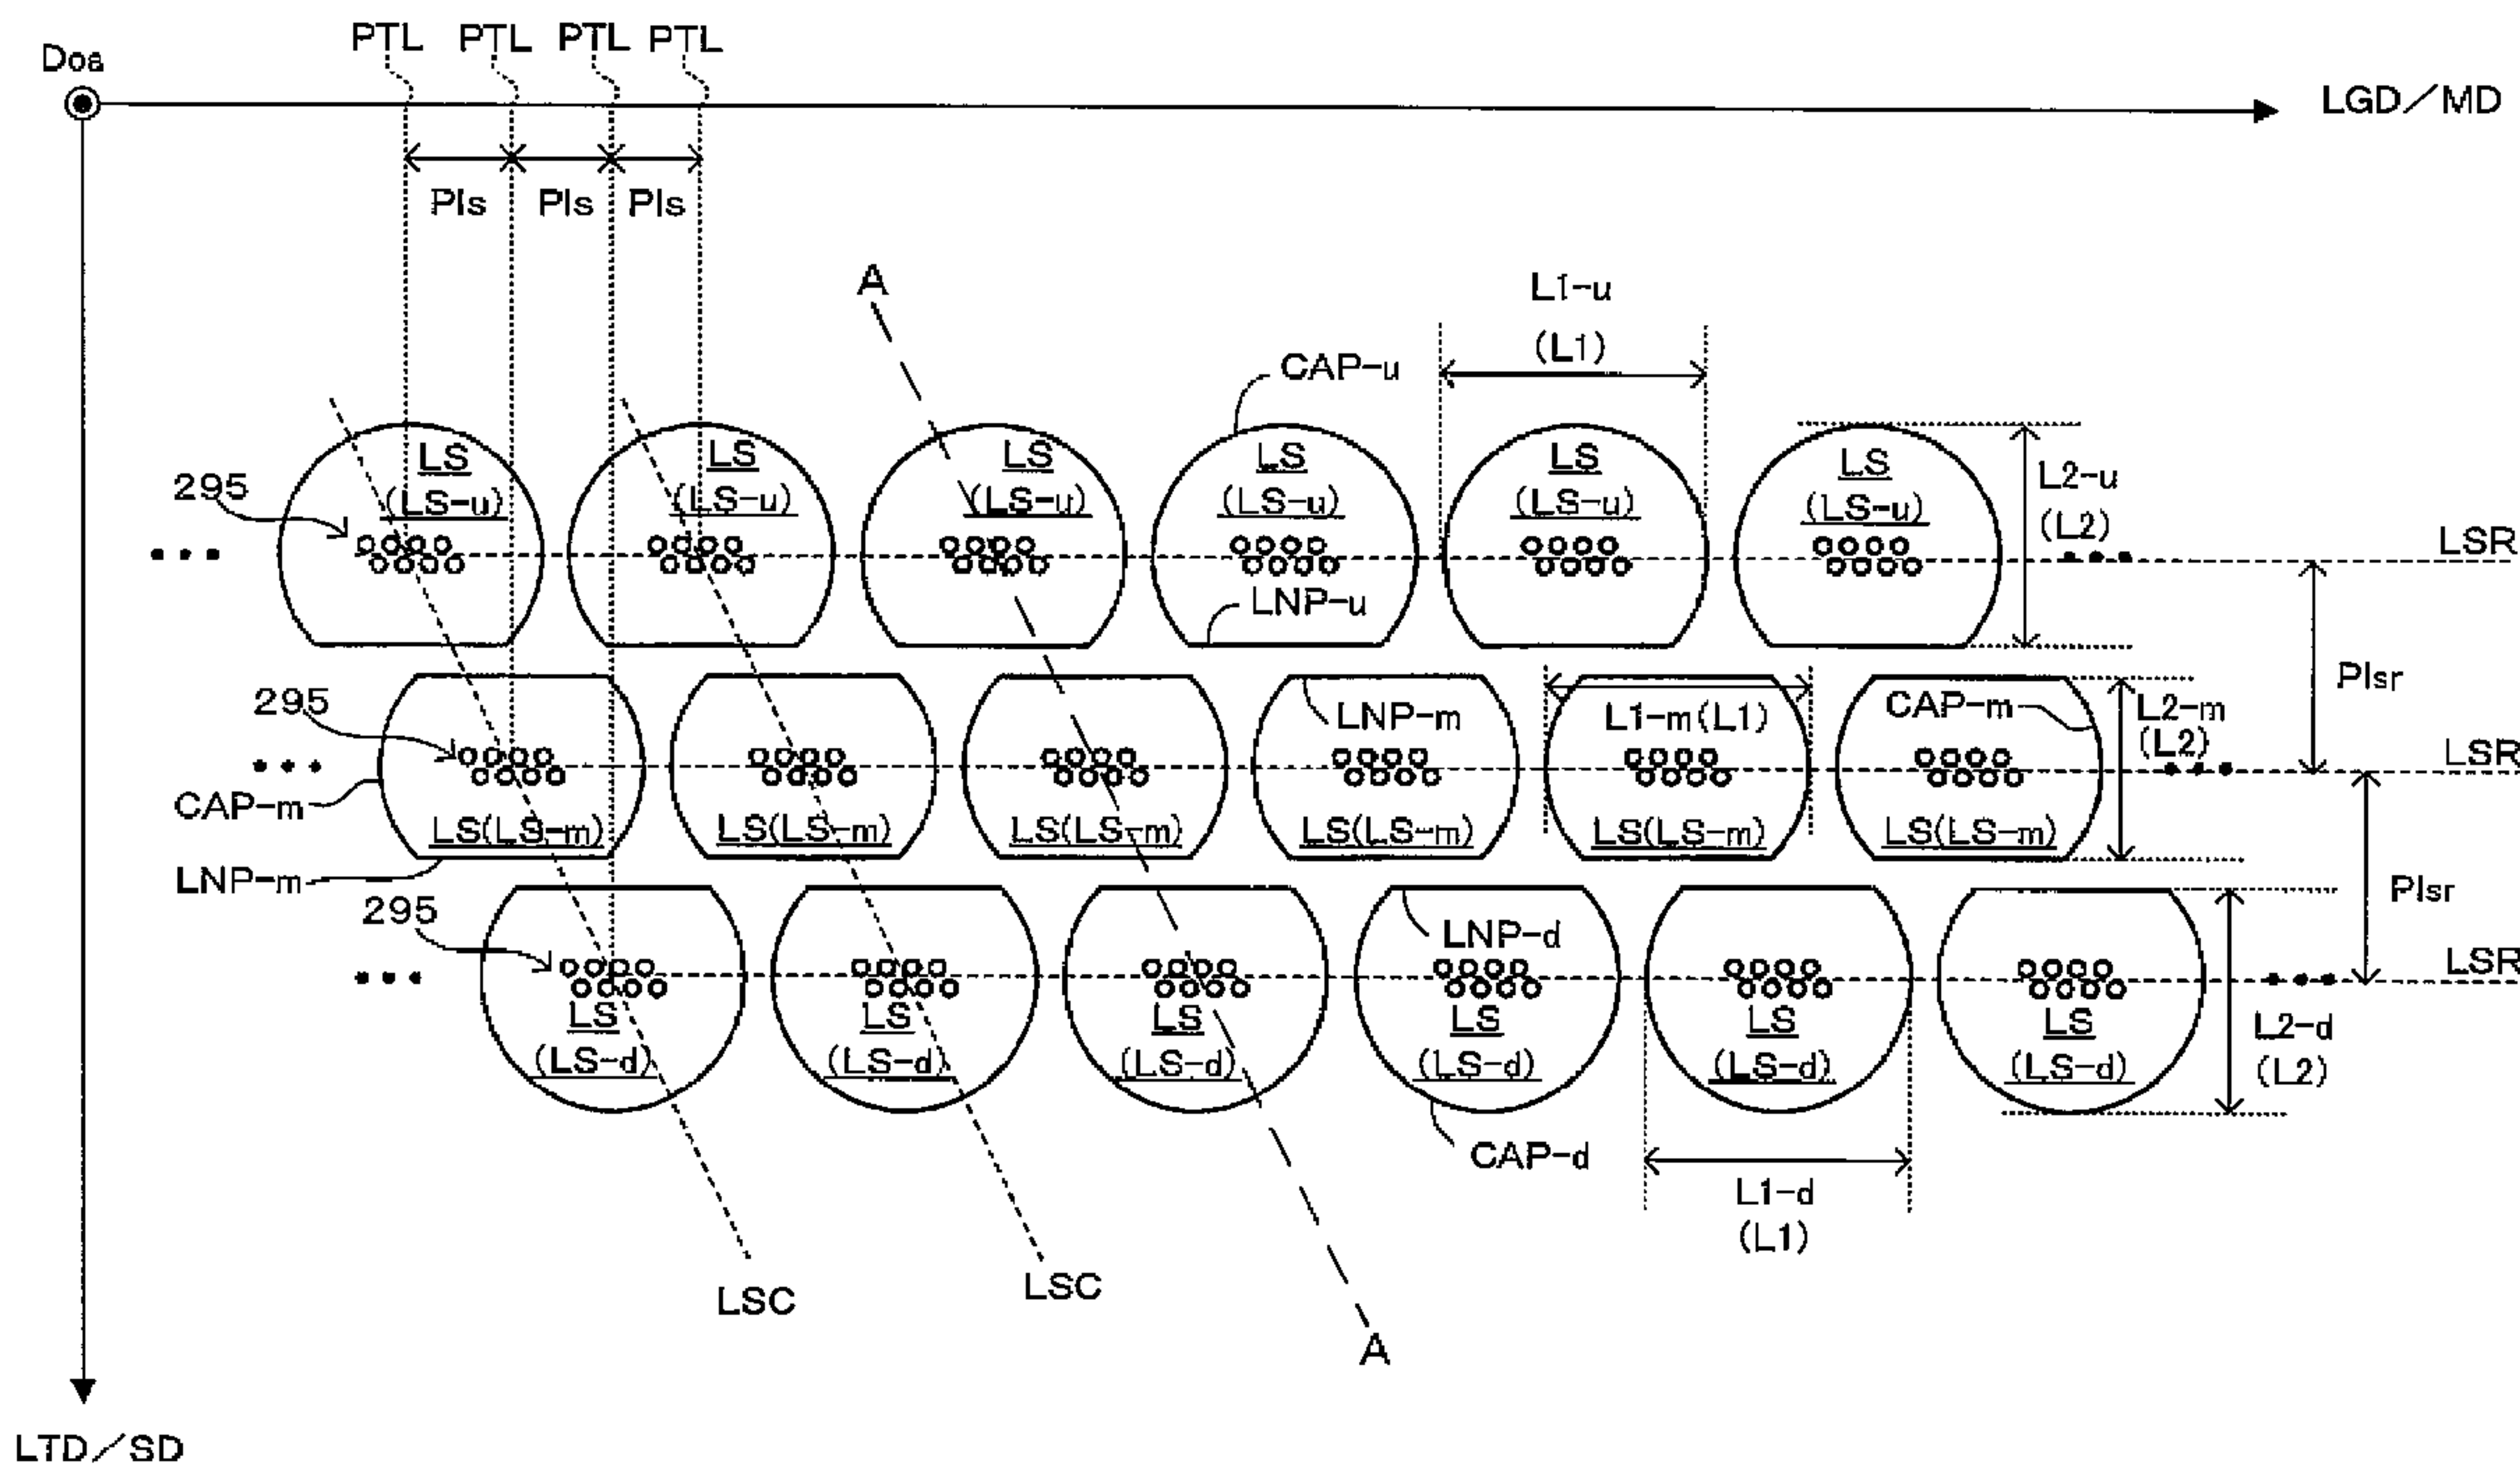 PTL PTL PTL PTL
Doa
LGD/MD
Pls Pls Pls
A
L1-u
(L1)
CAP-u
LS LS LS LS LS LS
(LS-u) (LS-u) (LS-u) (LS-u) (LS-u) (LS-u)
L2-u
(L2)
295
LSR
LNP-u
Plsr
295
LNP-m
L1-m(L1)
CAP-m
L2-m
(L2)
LSR
CAP-m
LS(LS-m) LS(LS-m) LS(LS-m) LS(LS-m) LS(LS-m) LS(LS-m)
LNP-m
Plsr
295
LNP-d
LSR
LS LS LS LS LS LS
(LS-d) (LS-d) (LS-d) (LS-d) (LS-d) (LS-d)
L2-d
(L2)
CAP-d
L1-d
(L1)
LSC LSC
A
LTD/SD